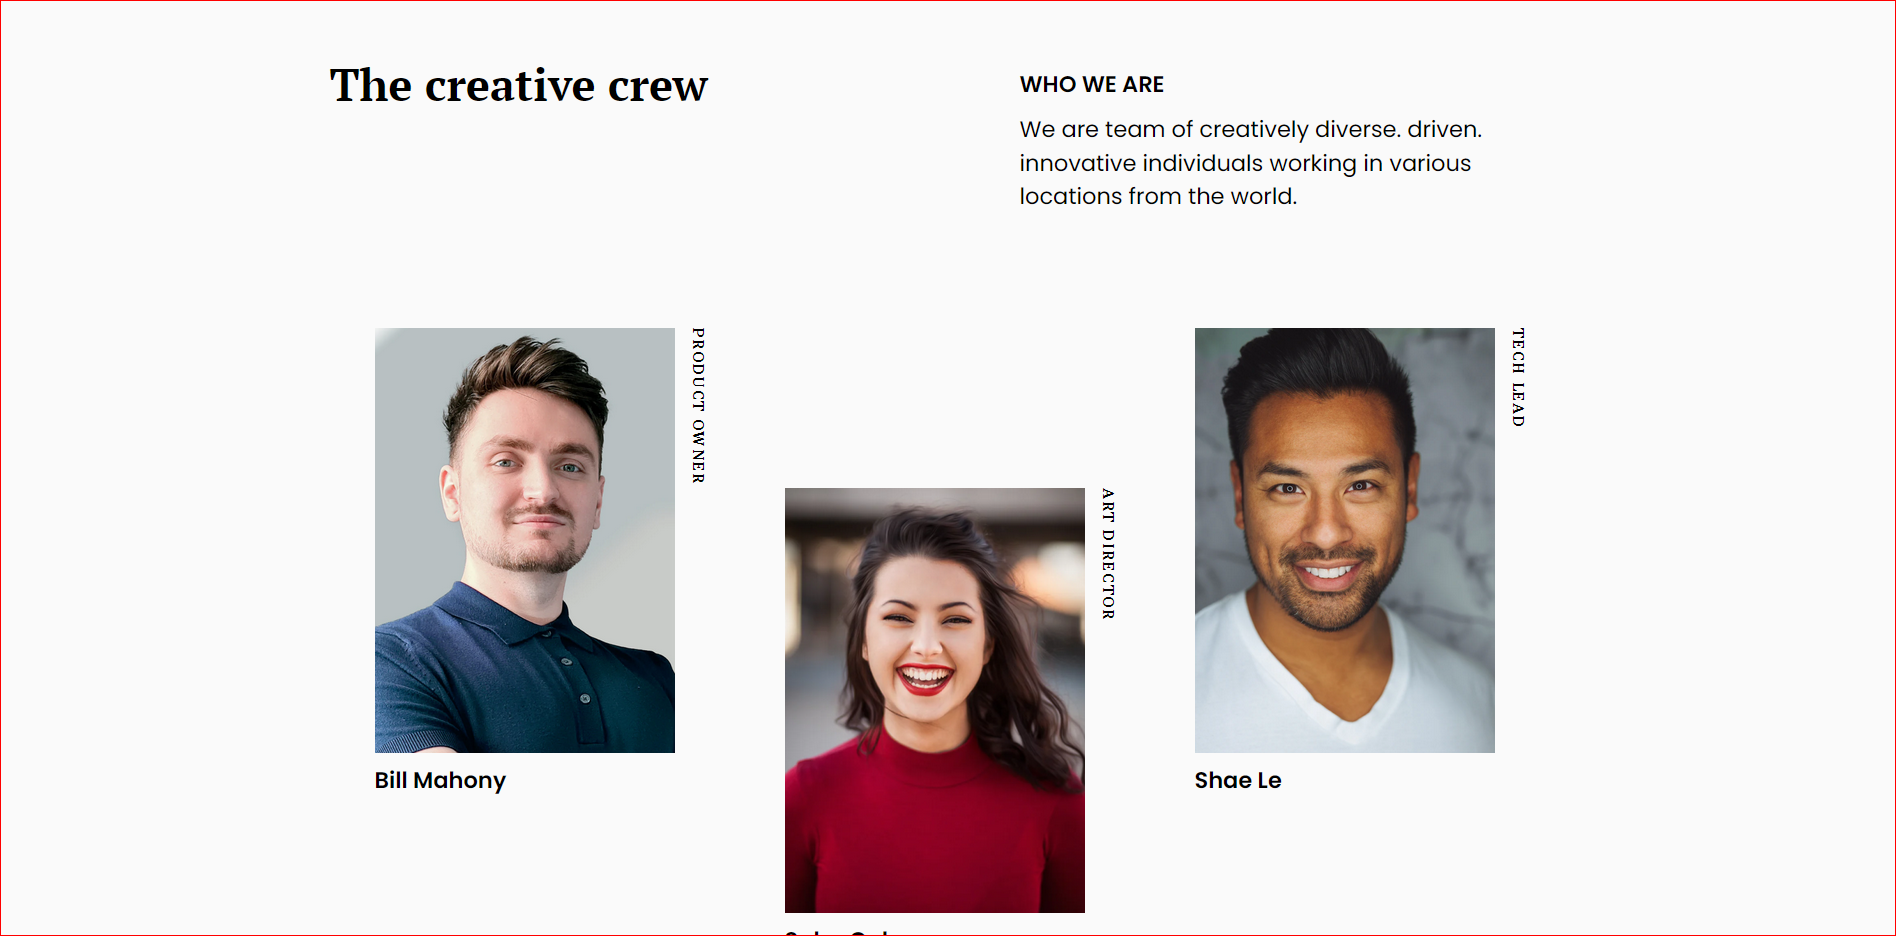 The creative crew
WHO WE ARE
We are team of creatively diverse. driven.
innovative individuals working in various
locations from the world.
PRODUCT OWNER
Bill Mahony
ART DIRECTOR
TECH LEAD
Shae Le